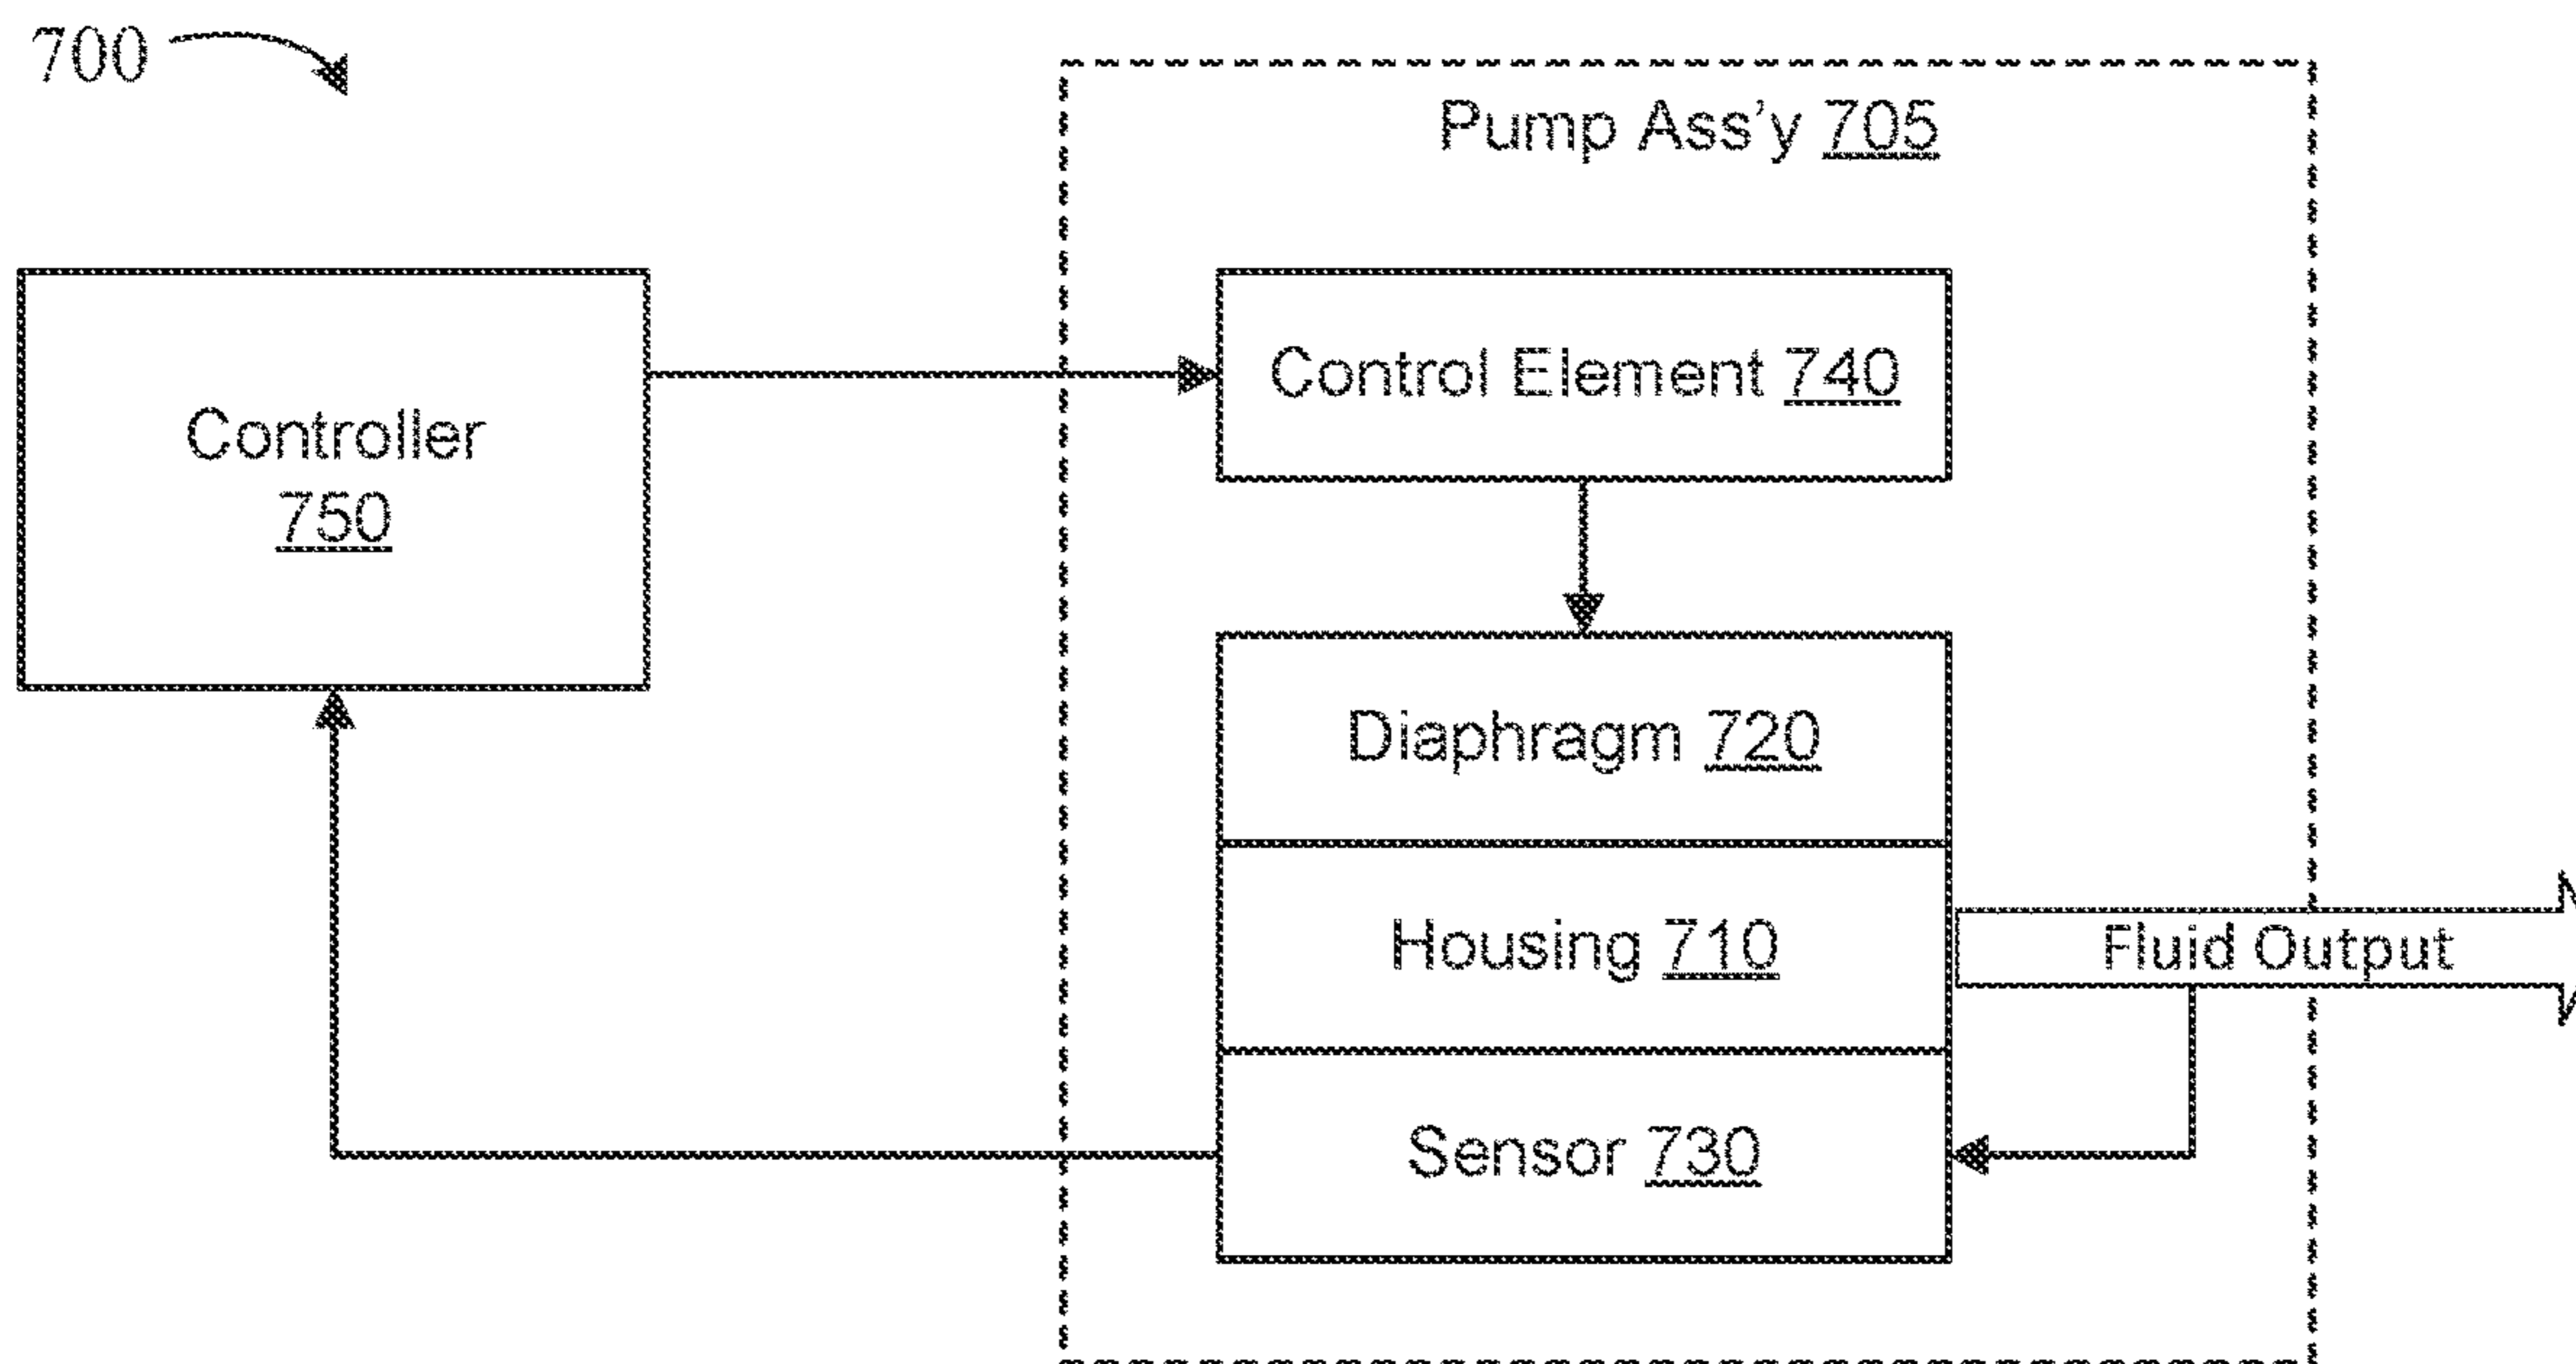 700
Pump Ass'y 705
Controller
750
Control Element 740
Diaphragm 720
Housing 710
Fluid Output
Sensor 730